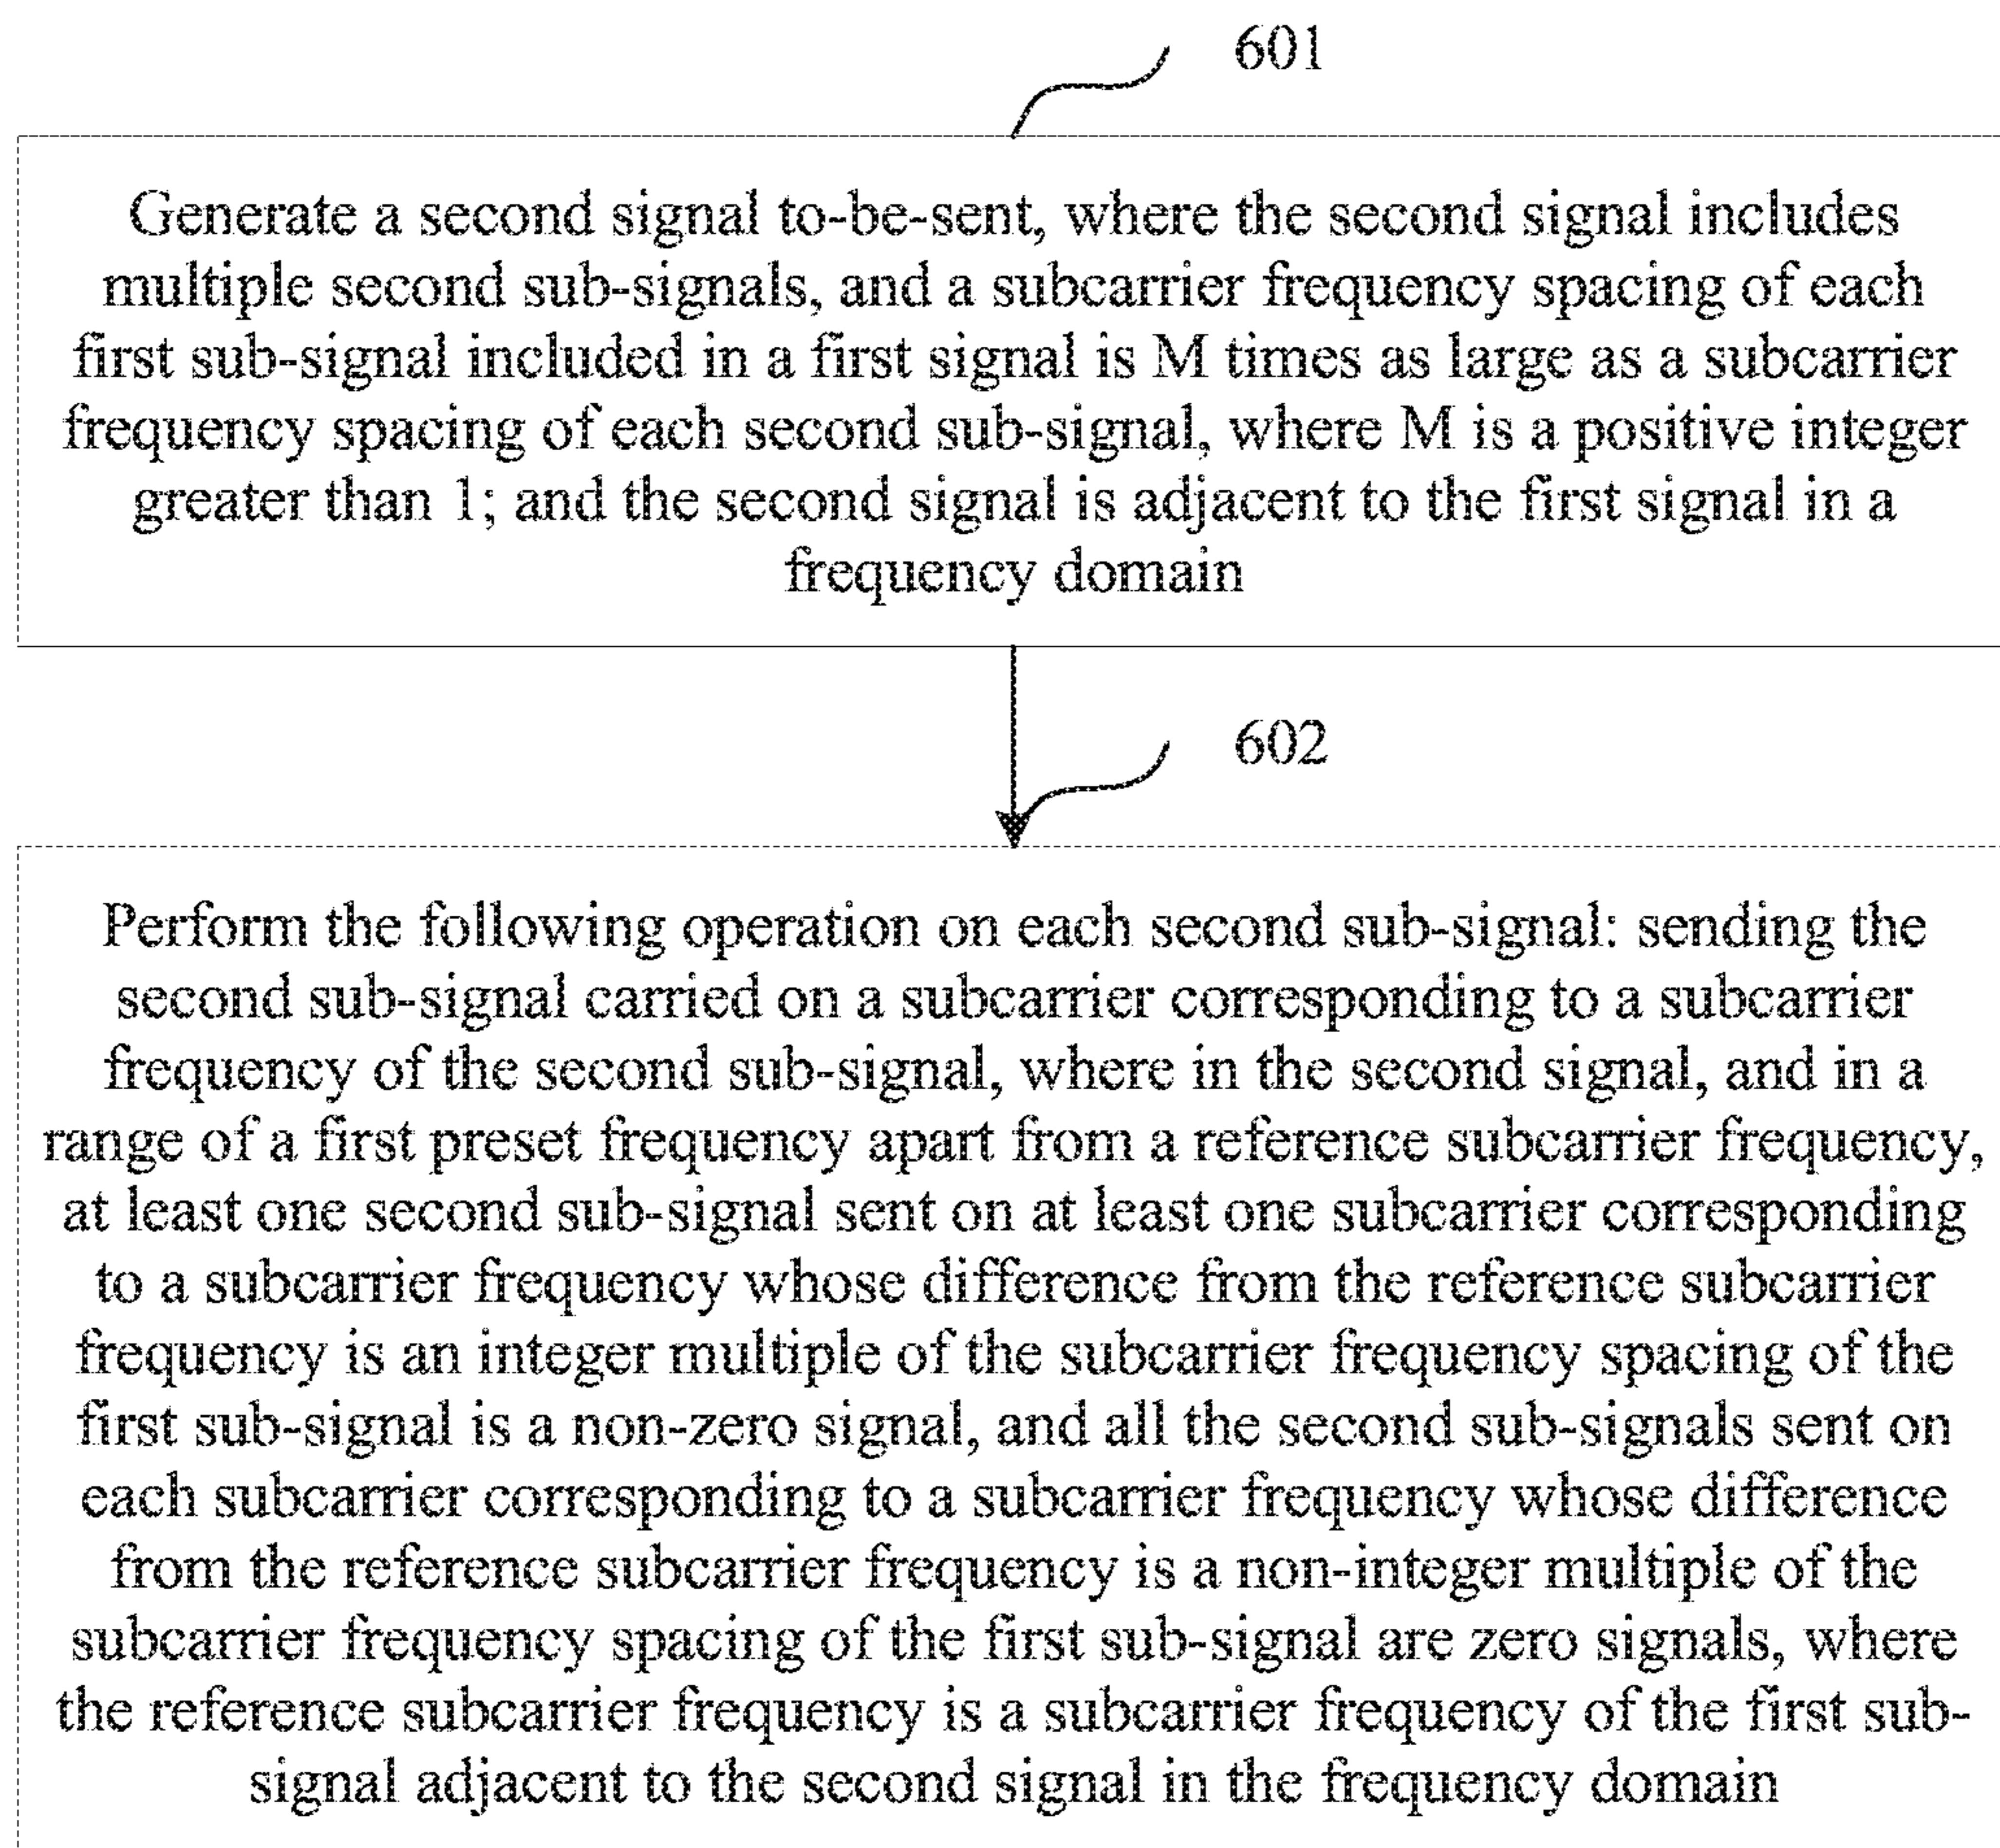 601
Generate a second signal to-be-sent, where the second signal includes
multiple second sub-signals, and a subcarrier frequency spacing of each
first sub-signal included in a first signal is M times as large as a subcarrier
frequency spacing of each second sub-signal, where M is a positive integer
greater than 1; and the second signal is adjacent to the first signal in a
frequency domain
602
Perform the following operation on each second sub-signal: sending the
second sub-signal carried on a subcarrier corresponding to a subcarrier
frequency of the second sub-signal, where in the second signal, and in a
range of a first preset frequency apart from a reference subcarrier frequency,
at least one second sub-signal sent on at least one subcarrier corresponding
to a subcarrier frequency whose difference from the reference subcarrier
frequency is an integer multiple of the subcarrier frequency spacing of the
first sub-signal is a non-zero signal, and all the second sub-signals sent on
each subcarrier corresponding to a subcarrier frequency whose difference
from the reference subcarrier frequency is a non-integer multiple of the
subcarrier frequency spacing of the first sub-signal are zero signals, where
the reference subcarrier frequency is a subcarrier frequency of the first sub-
signal adjacent to the second signal in the frequency domain